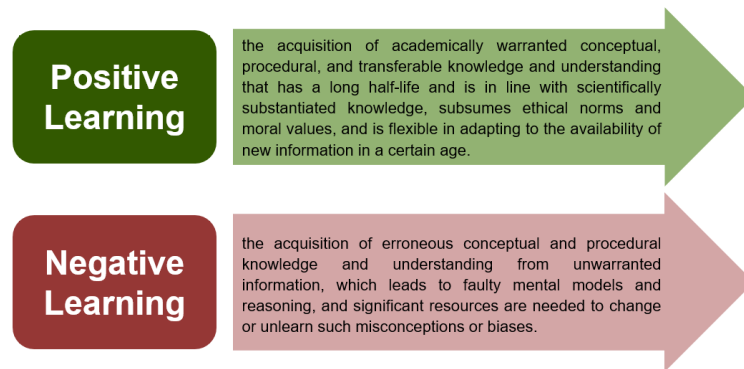 Positive
Learning
the acquisition of academically warranted conceptual,
procedural, and transferable knowledge and understanding
that has a long half-life and is in line with scientifically
substantiated knowledge, subsumes ethical norms and
moral values, and is flexible in adapting to the availability of
new information in a certain age.
Negative
Learning
the acquisition of erroneous conceptual and procedural
knowledge and understanding from unwarranted
information, which leads to faulty mental models and
reasoning, and significant resources are needed to change
or unlearn such misconceptions or biases.